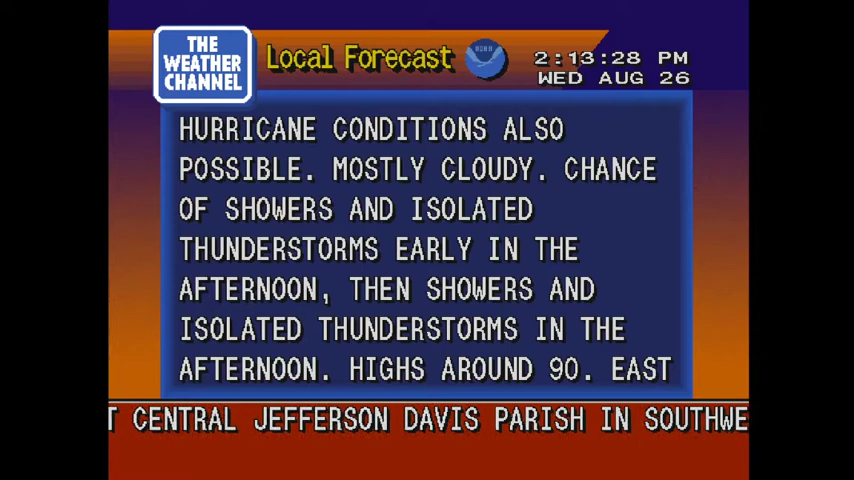 THE
WEATHER
CHANNEL
Local Forecast
NOAA
2:13:28 PM
WED AUG 26
HURRICANE CONDITIONS ALSO
POSSIBLE. MOSTLY CLOUDY. CHANCE
OF SHOWERS AND ISOLATED
THUNDERSTORMS EARLY IN THE
AFTERNOON, THEN SHOWERS AND
ISOLATED THUNDERSTORMS IN THE
AFTERNOON. HIGHS AROUND 90. EAST
T CENTRAL JEFFERSON DAVIS PARISH IN SOUTHWE